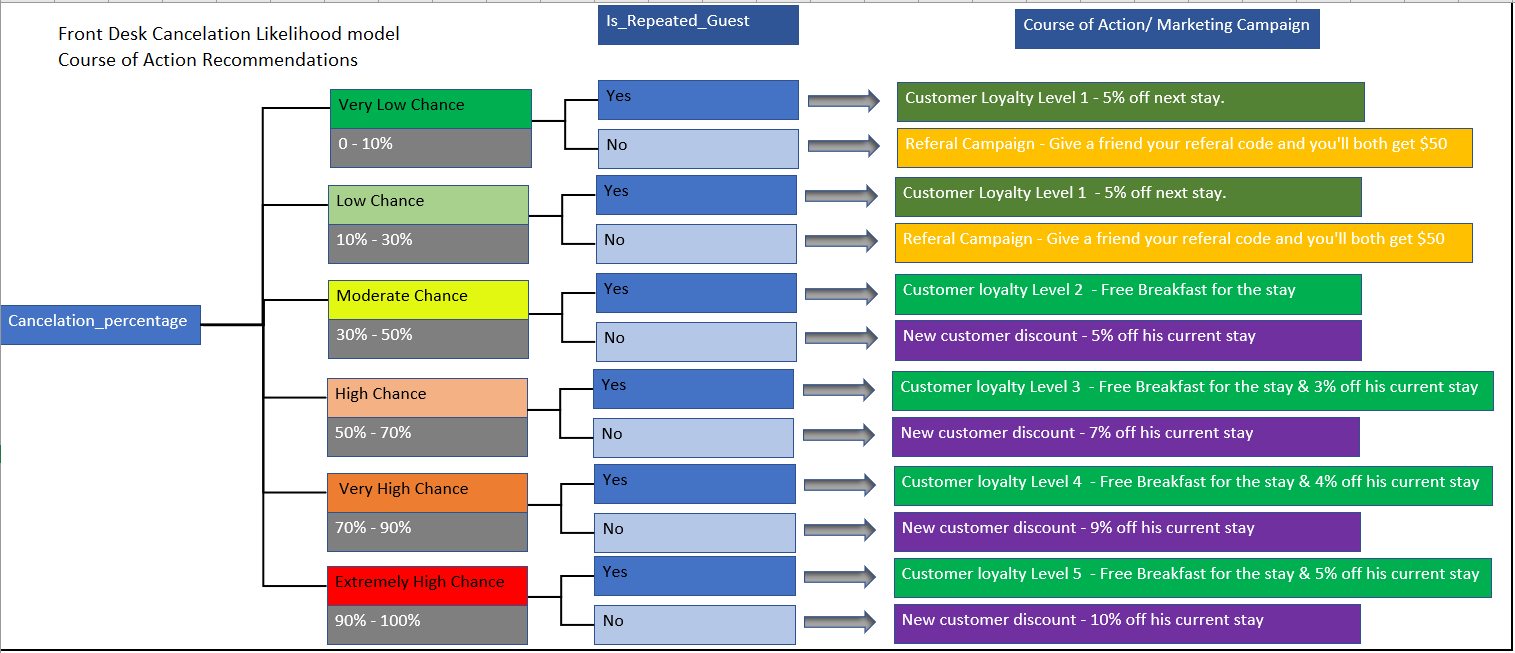 Front Desk Cancelation Likelihood model
Course of Action Recommendations
Is_Repeated_Guest
Course of Action/ Marketing Campaign
Cancelation_percentage
Very Low Chance
0 - 10%
Yes
Customer Loyalty Level 1 - 5% off next stay.
No
Referal Campaign - Give a friend your referal code and you'll both get $50
Low Chance
10% - 30%
Yes
Customer Loyalty Level 1  - 5% off next stay.
No
Referal Campaign - Give a friend your referal code and you'll both get $50
Moderate Chance
30% - 50%
Yes
Customer loyalty Level 2  - Free Breakfast for the stay
No
New customer discount - 5% off his current stay
High Chance
50% - 70%
Yes
Customer loyalty Level 3  - Free Breakfast for the stay & 3% off his current stay
No
New customer discount - 7% off his current stay
Very High Chance
70% - 90%
Yes
Customer loyalty Level 4  - Free Breakfast for the stay & 4% off his current stay
No
New customer discount - 9% off his current stay
Extremely High Chance
90% - 100%
Yes
Customer loyalty Level 5  - Free Breakfast for the stay & 5% off his current stay
No
New customer discount - 10% off his current stay